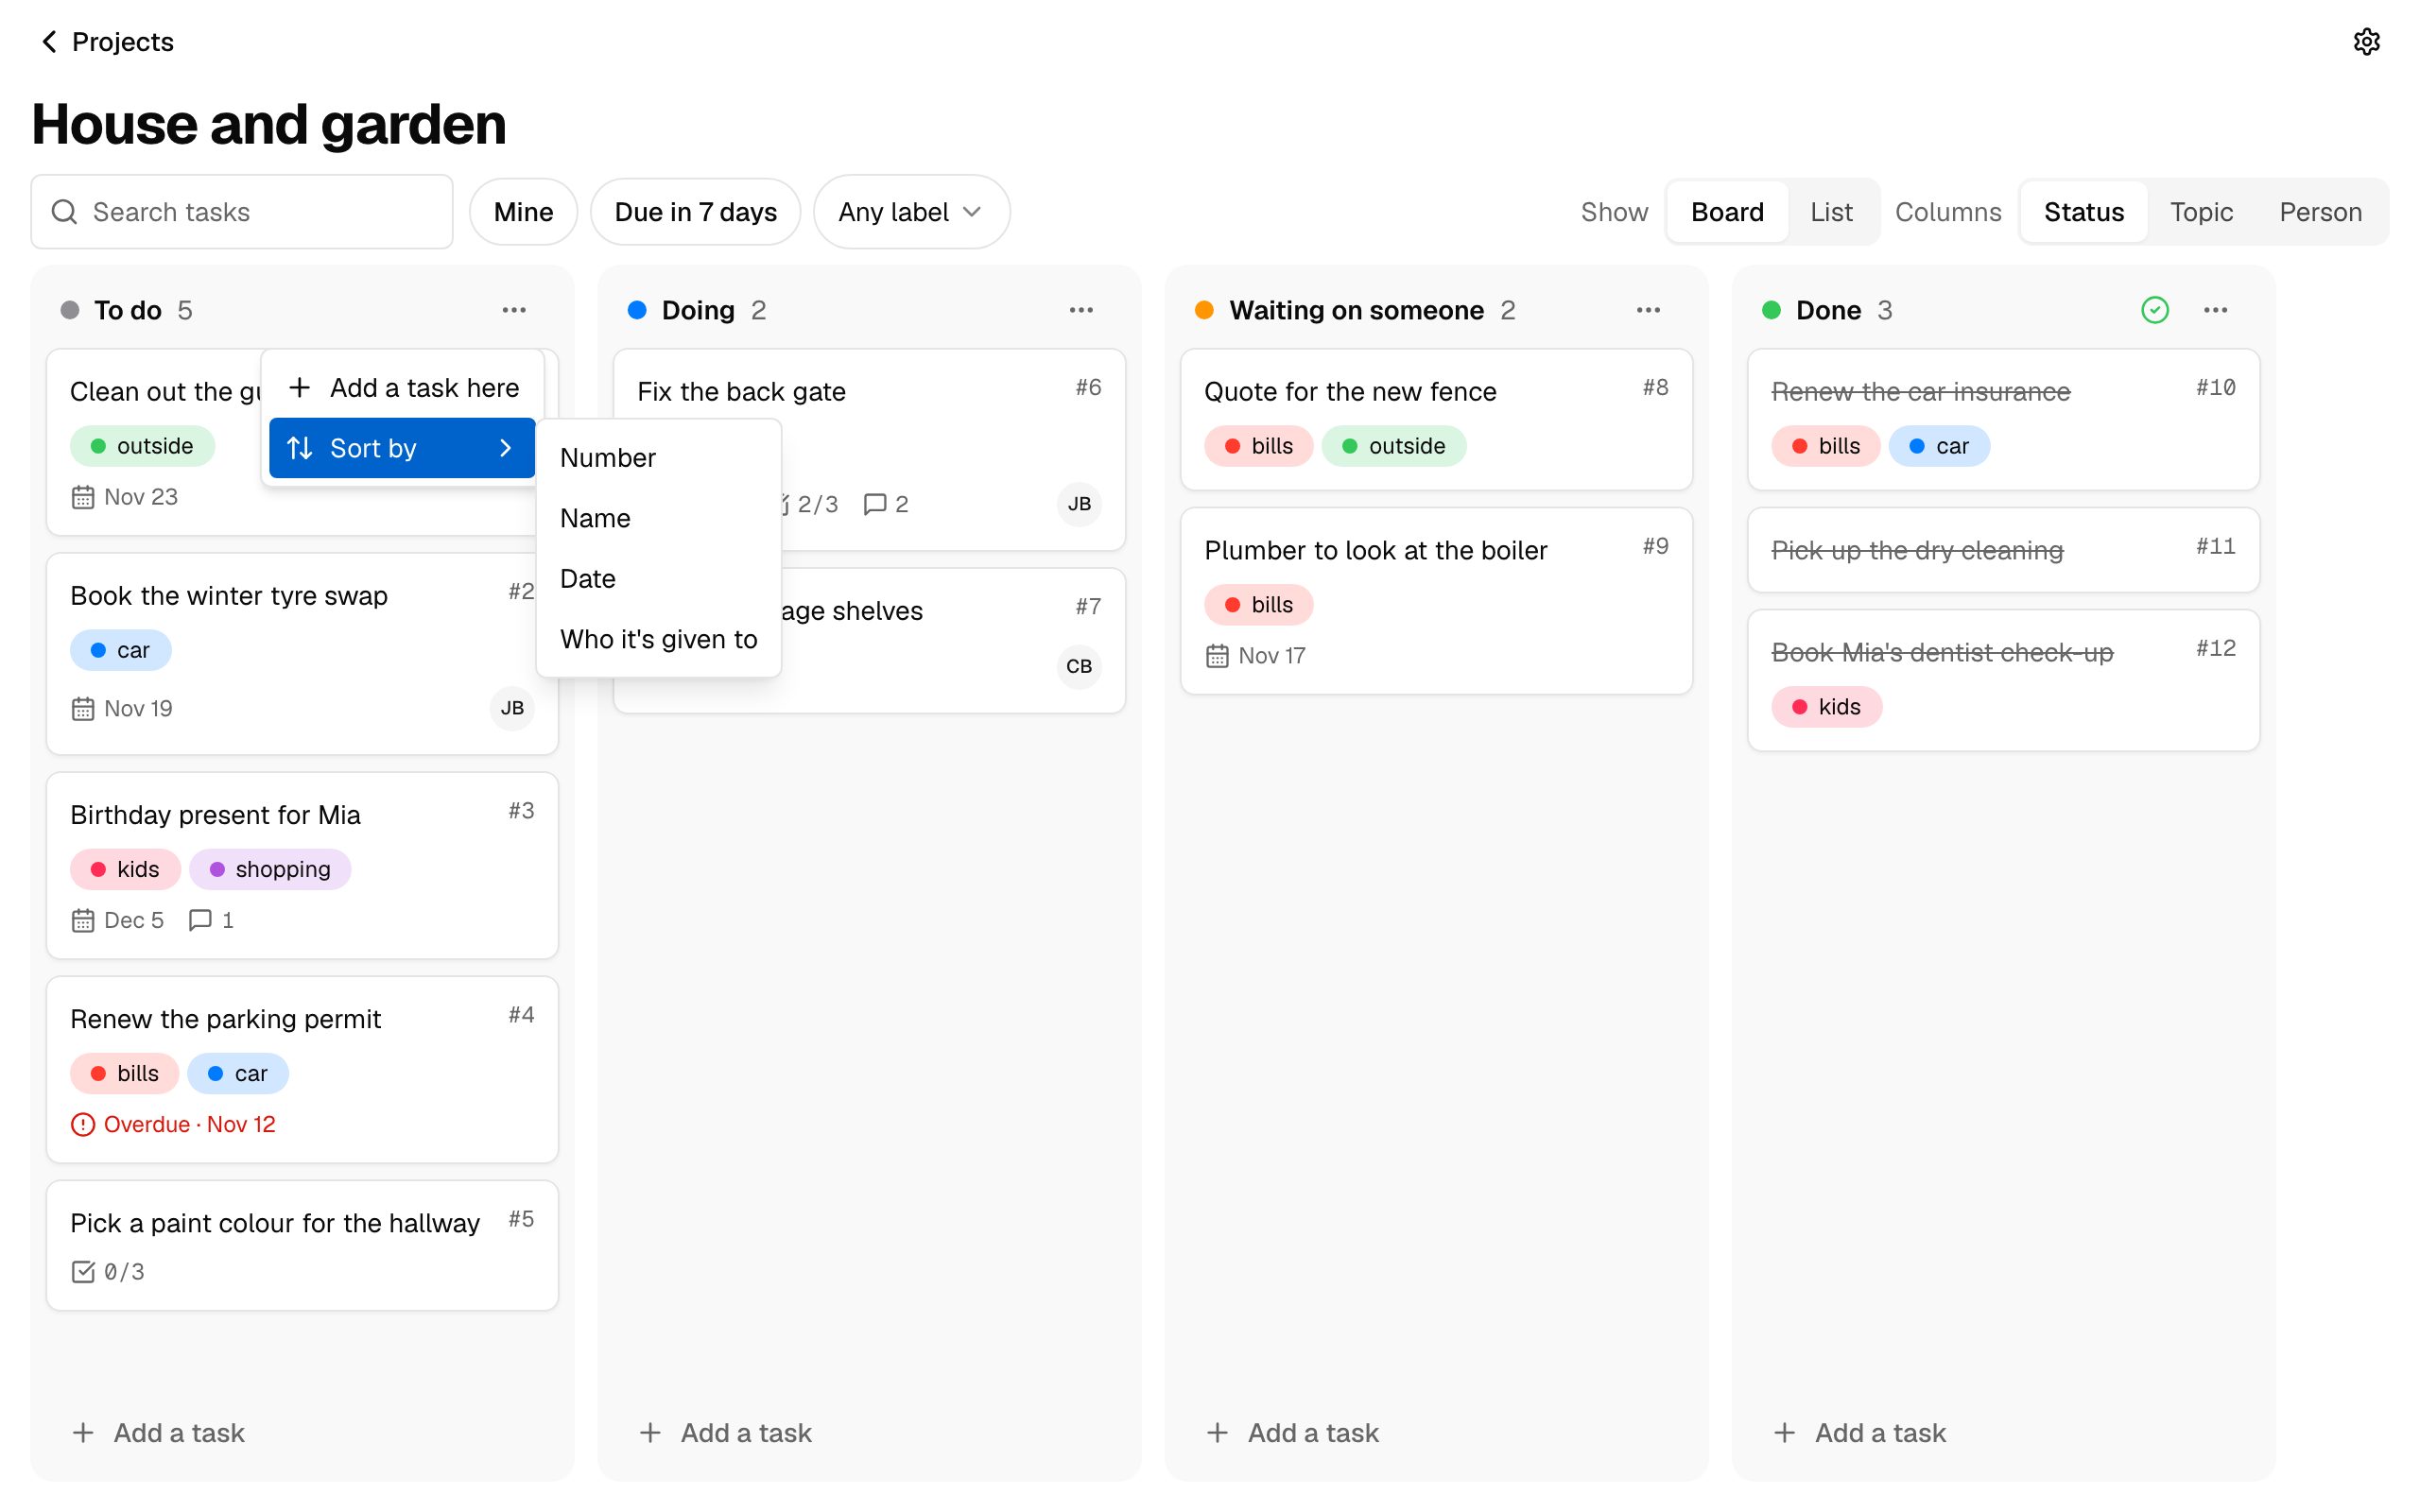 Projects
House and garden
Search tasks
Mine
Due in 7 days
Any label
Show
Board
List
Columns
Status
Topic
Person
To do 5
Clean out the
outside
Nov 23
Add a task here
Sort by
Number
Name
Date
Who it's given to
Book the winter tyre swap
#2
car
Nov 19
JB
Birthday present for Mia
#3
kids
shopping
Dec 5
1
Renew the parking permit
#4
bills
car
Overdue · Nov 12
Pick a paint colour for the hallway
#5
0/3
Add a task
Doing 2
Fix the back gate
#6
2/3
2
JB
shelves
#7
CB
Add a task
Waiting on someone 2
Quote for the new fence
#8
bills
outside
Plumber to look at the boiler
#9
bills
Nov 17
Add a task
Done 3
Renew the car insurance
#10
bills
car
Pick up the dry cleaning
#11
Book Mia's dentist check-up
#12
kids
Add a task